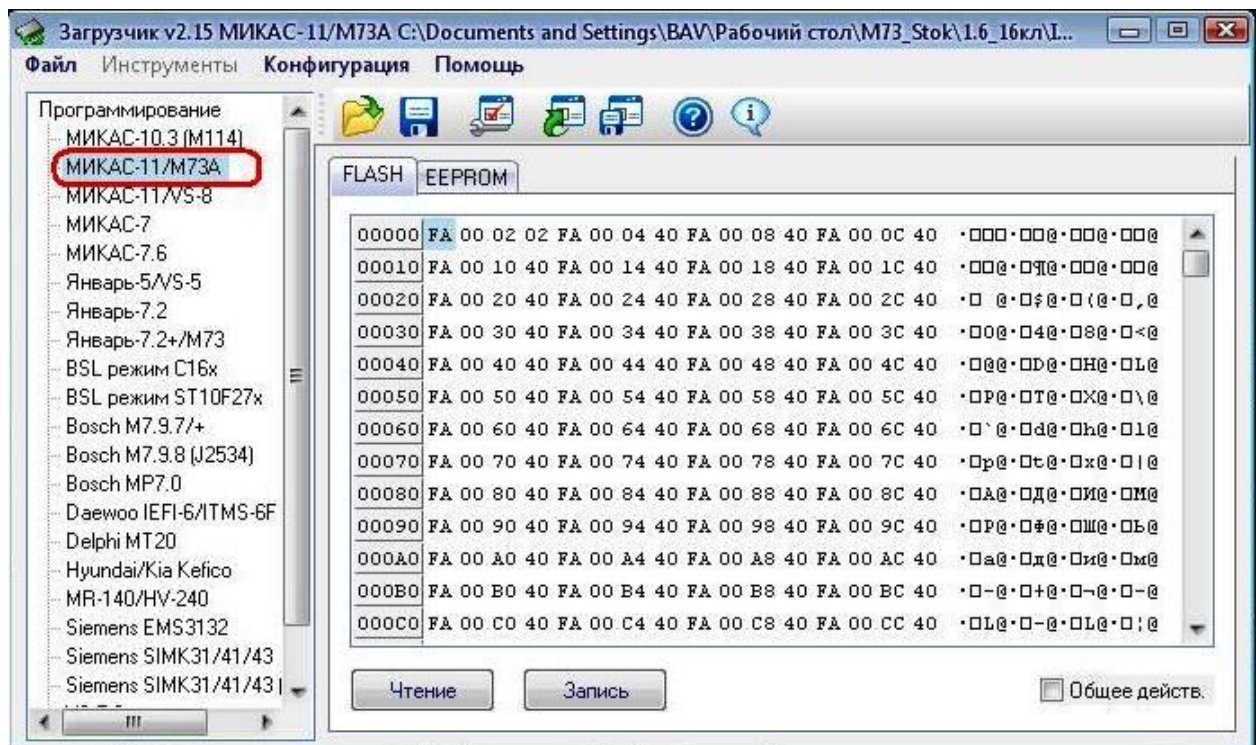 Загрузчик v2.15 МИКАС-11/М73А C:\Documents and Settings\BAV\Рабочий стол\M73_Stok\1.6_16кл\I...
Файл Инструменты Конфигурация Помощь
Программирование
МИКАС-10.3 (М114)
МИКАС-11/М73А
МИКАС-11/VS-8
МИКАС-7
МИКАС-7.6
Январь-5/VS-5
Январь-7.2
Январь-7.2+/М73
BSL режим C16x
BSL режим ST10F27x
Bosch M7.9.7/+
Bosch M7.9.8 (J2534)
Bosch MP7.0
Daewoo IEFI-6/ITMS-6F
Delphi MT20
Hyundai/Kia Kefico
MR-140/HV-240
Siemens EMS3132
Siemens SIMK31/41/43
Siemens SIMK31/41/43
FLASH EEPROM
00000 FA 00 02 02 FA 00 04 40 FA 00 08 40 FA 00 0C 40 ·□□□·□□@·□□@·□□@
00010 FA 00 10 40 FA 00 14 40 FA 00 18 40 FA 00 1C 40 ·□□@·□¶@·□□@·□□@
00020 FA 00 20 40 FA 00 24 40 FA 00 28 40 FA 00 2C 40 ·□ @·□$@·□(@·□,@
00030 FA 00 30 40 FA 00 34 40 FA 00 38 40 FA 00 3C 40 ·□0@·□4@·□8@·□<@
00040 FA 00 40 40 FA 00 44 40 FA 00 48 40 FA 00 4C 40 ·□@@·□D@·□H@·□L@
00050 FA 00 50 40 FA 00 54 40 FA 00 58 40 FA 00 5C 40 ·□P@·□T@·□X@·□\@
00060 FA 00 60 40 FA 00 64 40 FA 00 68 40 FA 00 6C 40 ·□`@·□d@·□h@·□l@
00070 FA 00 70 40 FA 00 74 40 FA 00 78 40 FA 00 7C 40 ·□p@·□t@·□x@·□|@
00080 FA 00 80 40 FA 00 84 40 FA 00 88 40 FA 00 8C 40 ·□А@·□Д@·□И@·□М@
00090 FA 00 90 40 FA 00 94 40 FA 00 98 40 FA 00 9C 40 ·□Р@·□Ф@·□Ш@·□Ь@
000A0 FA 00 A0 40 FA 00 A4 40 FA 00 A8 40 FA 00 AC 40 ·□а@·□д@·□и@·□м@
000B0 FA 00 B0 40 FA 00 B4 40 FA 00 B8 40 FA 00 BC 40 ·□-@·□+@·□¬@·□-@
000C0 FA 00 C0 40 FA 00 C4 40 FA 00 C8 40 FA 00 CC 40 ·□L@·□-@·□L@·□¦@
Чтение Запись Общее действ.